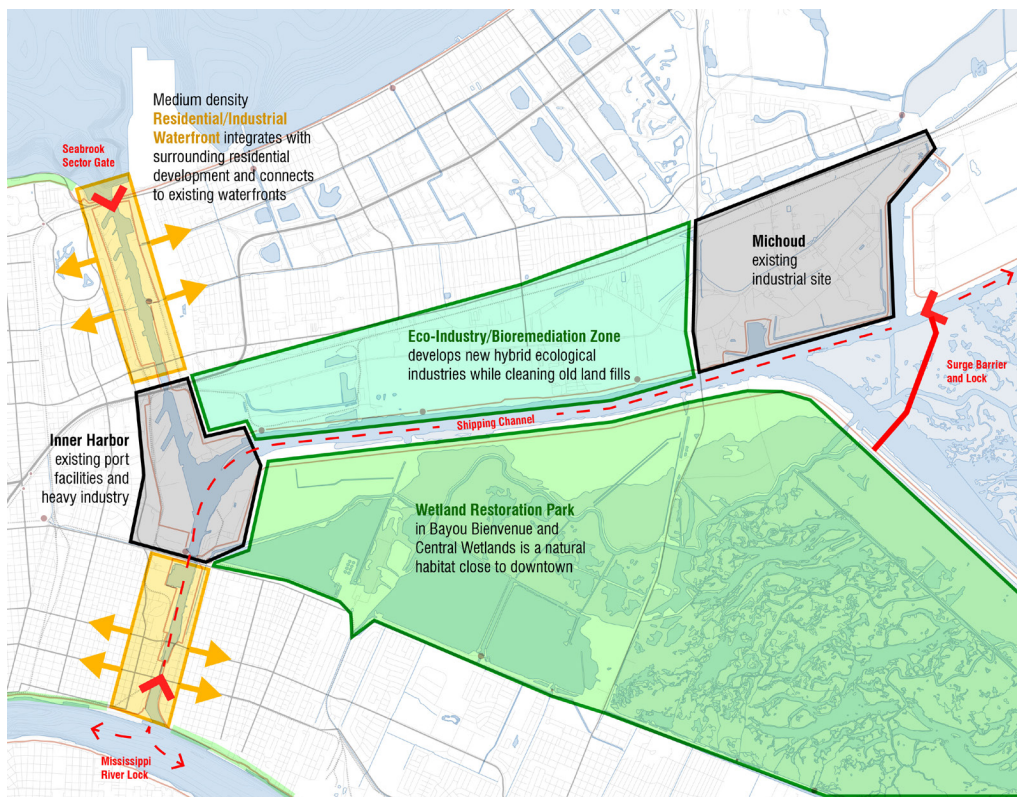 Medium density
Residential/Industrial
Waterfront integrates with
surrounding residential
development and connects
to existing waterfronts
Seabrook
Sector Gate
Michoud
existing
industrial site
Eco-Industry/Bioremediation Zone
develops new hybrid ecological
industries while cleaning old land fills
Surge Barrier
and Lock
Shipping Channel
Inner Harbor
existing port
facilities and
heavy industry
Wetland Restoration Park
in Bayou Bienvenue and
Central Wetlands is a natural
habitat close to downtown
Mississippi
River Lock